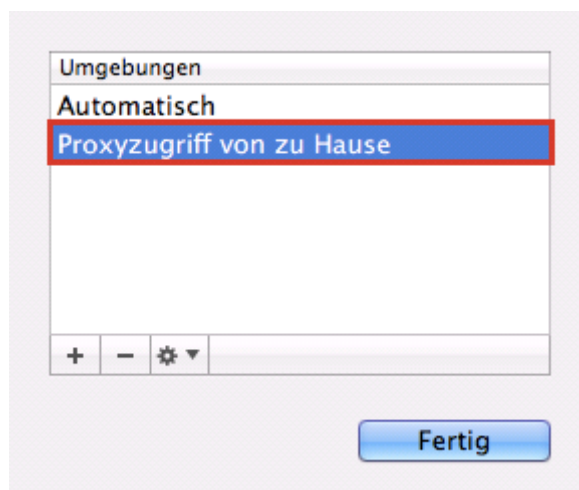 Umgebungen
Automatisch
Proxyzugriff von zu Hause
+ −
Fertig